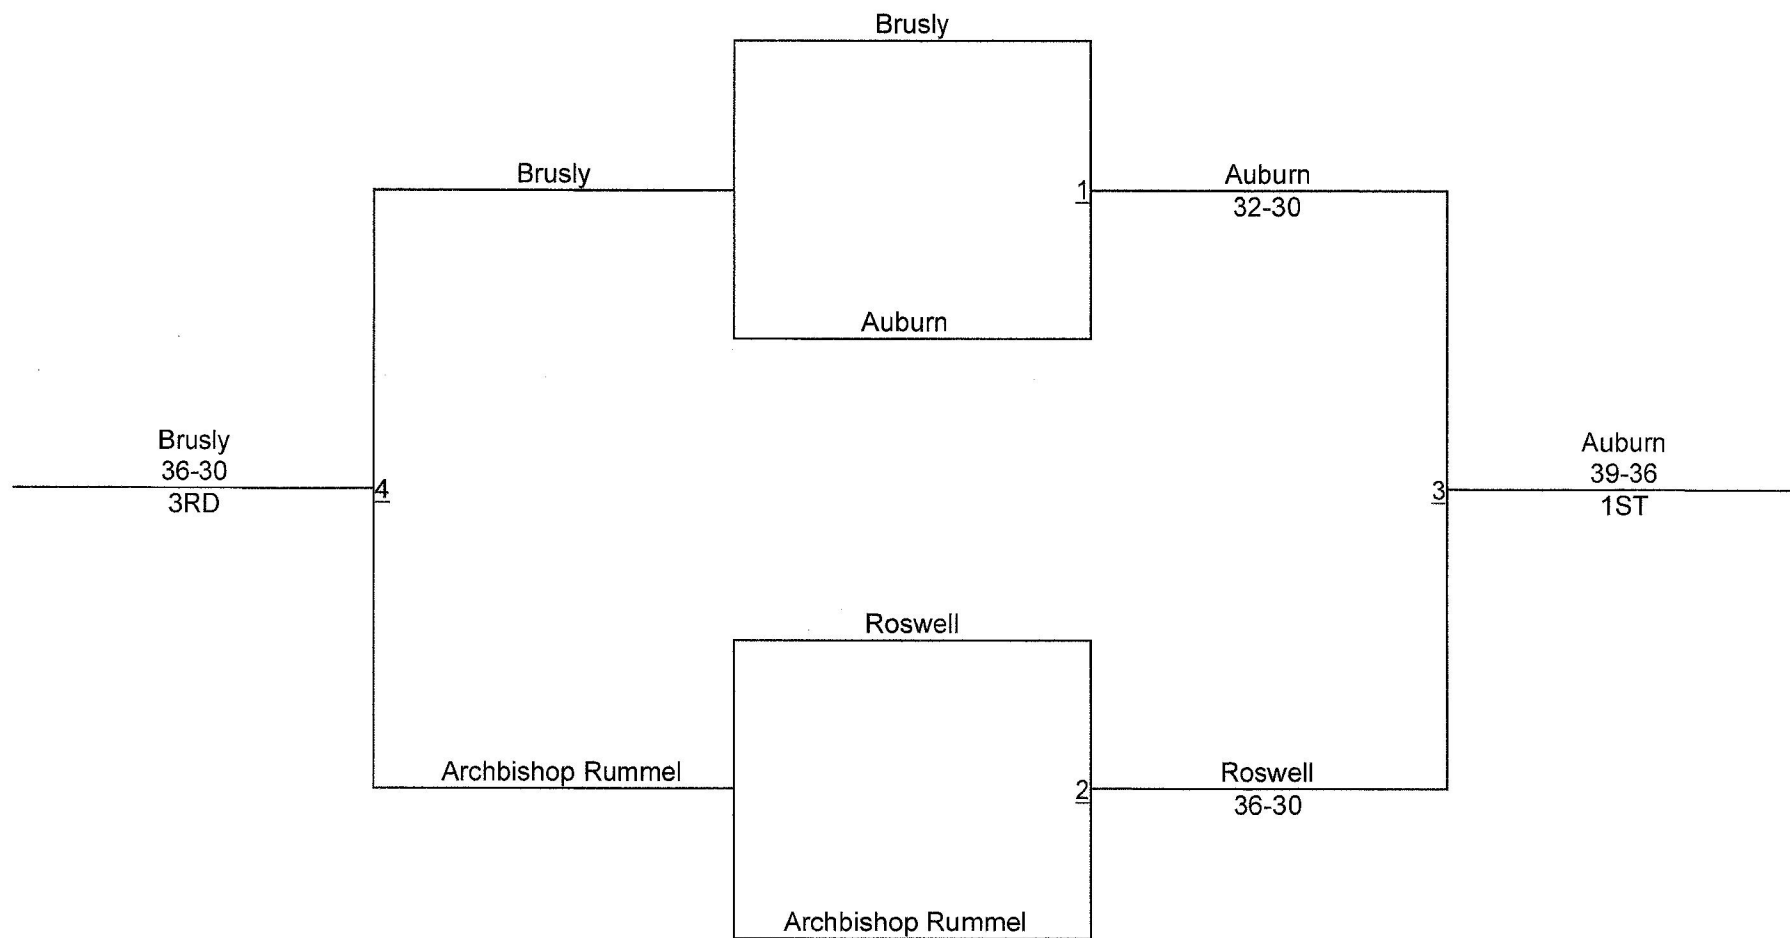 Brusly
Brusly
1
Auburn
32-30
Auburn
Brusly
36-30
3RD
4
3
Auburn
39-36
1ST
Roswell
Archbishop Rummel
2
Roswell
36-30
Archbishop Rummel